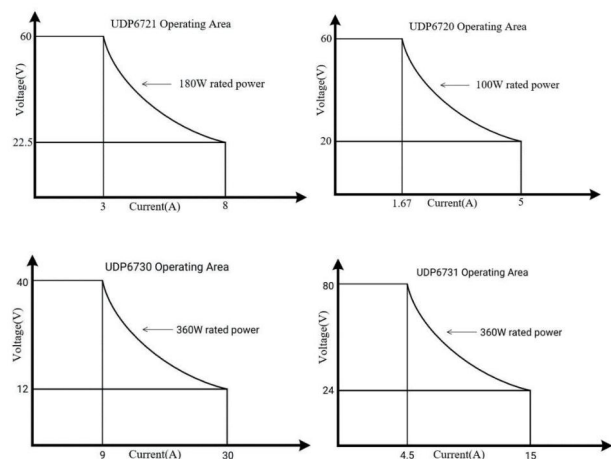 UDP6721 Operating Area
60
180W rated power
Voltage(V)
22.5
3
Current(A)
8
UDP6720 Operating Area
60
100W rated power
Voltage(V)
20
1.67
Current(A)
5
UDP6730 Operating Area
40
360W rated power
Voltage(V)
12
9
Current(A)
30
UDP6731 Operating Area
80
360W rated power
Voltage(V)
24
4.5
Current(A)
15